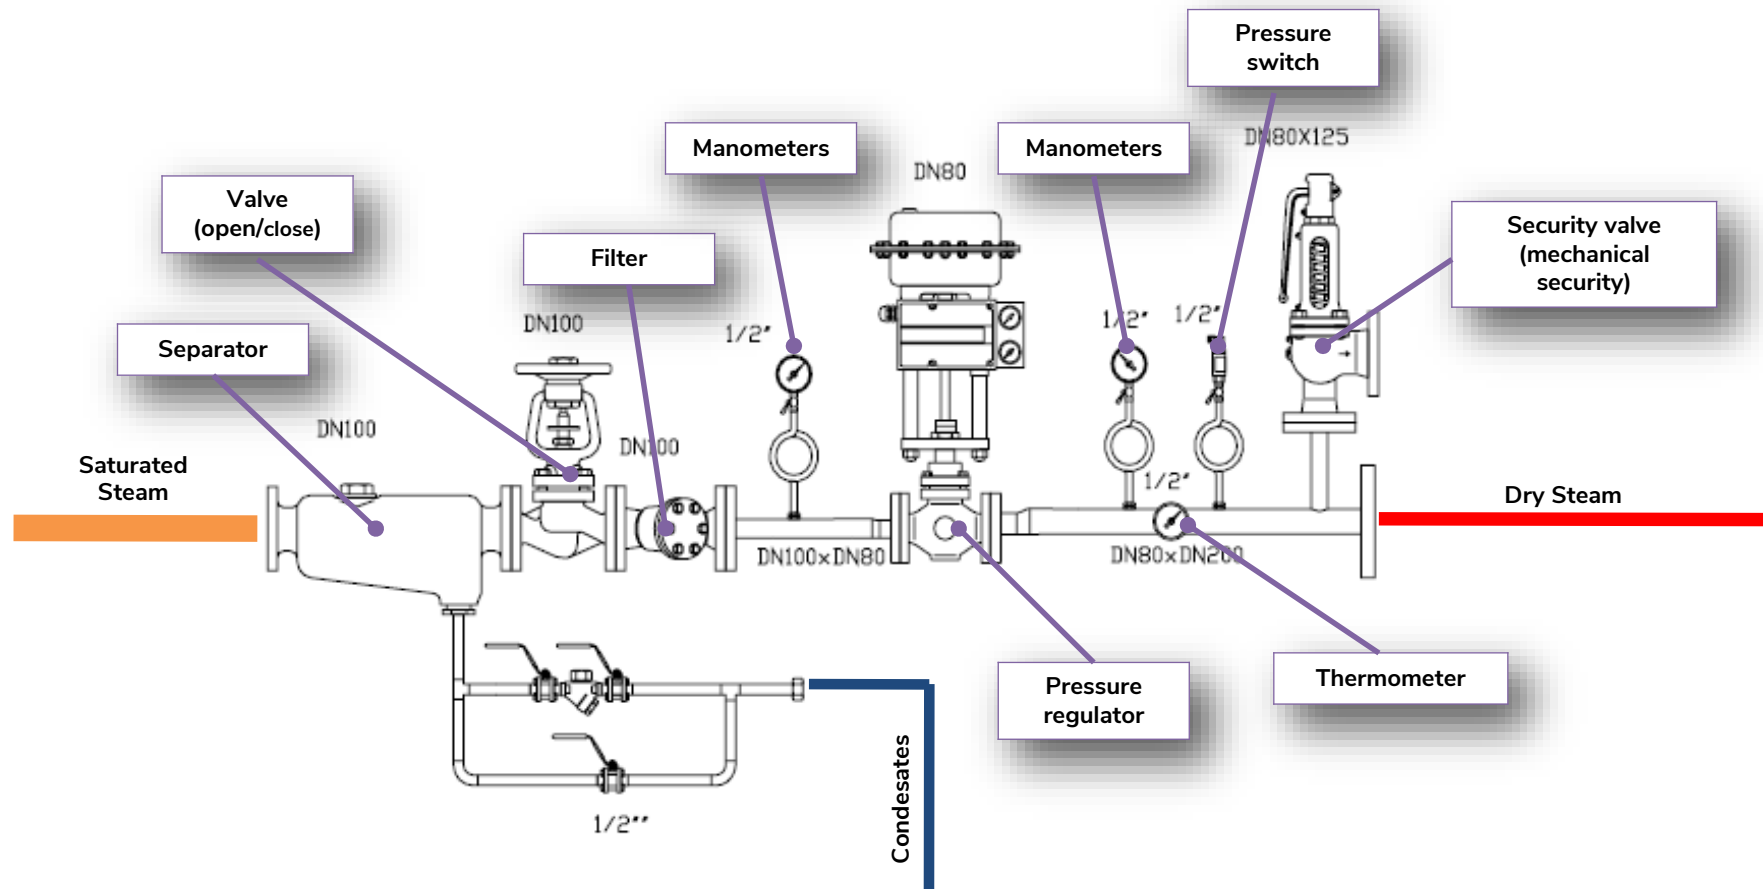 Pressure
switch
DN80X125
Manometers
Manometers
DN80
Valve
(open/close)
Security valve
(mechanical
security)
Filter
DN100
1/2"
1/2"
1/2"
Separator
DN100
DN100
Saturated
Steam
1/2"
Dry Steam
DN100xDN80
DN80xDN200
Pressure
regulator
Thermometer
Condesates
1/2""